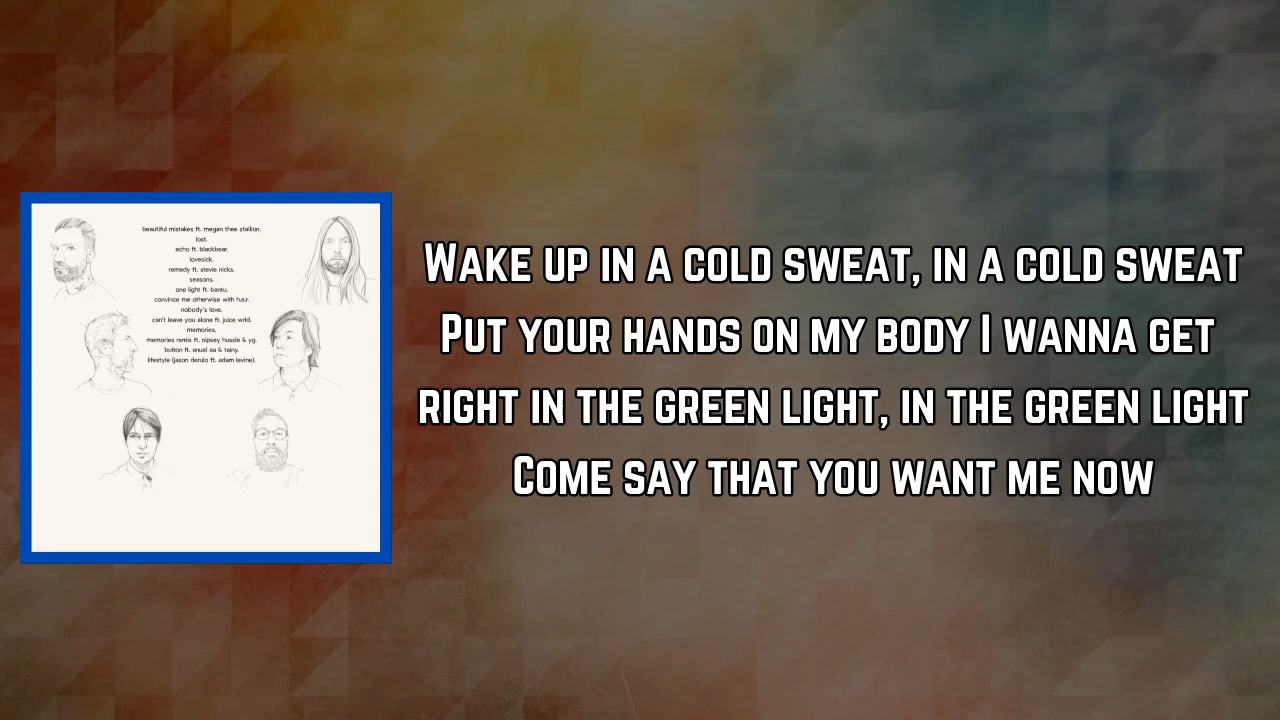 beautiful mistakes ft. megan thee stallion.
lost.
echo ft. blackbear.
lovesick.
remedy ft. stevie nicks.
seasons.
one light ft. bantu.
convince me otherwise with h.e.r.
nobody's love.
can't leave you alone ft. juice wrld.
memories.
memories remix ft. nipsey hussle & yg.
button ft. anuel aa & tainy.
lifestyle (jason derulo ft. adam levine).
Wake up in a cold sweat, in a cold sweat
Put your hands on my body I wanna get
right in the green light, in the green light
Come say that you want me now